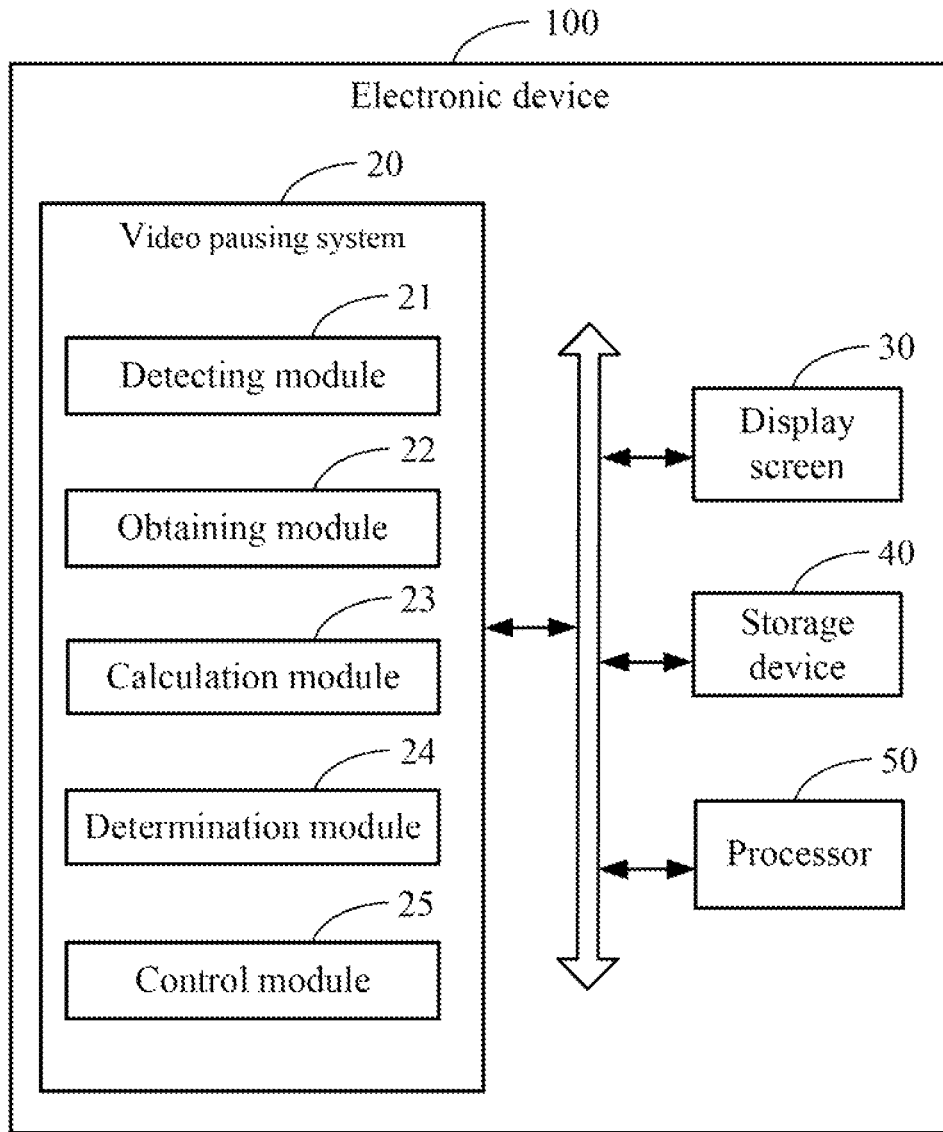 100
Electronic device
20
Video pausing system
21
Detecting module
22
Obtaining module
23
Calculation module
24
Determination module
25
Control module
30
Display
screen
40
Storage
device
50
Processor